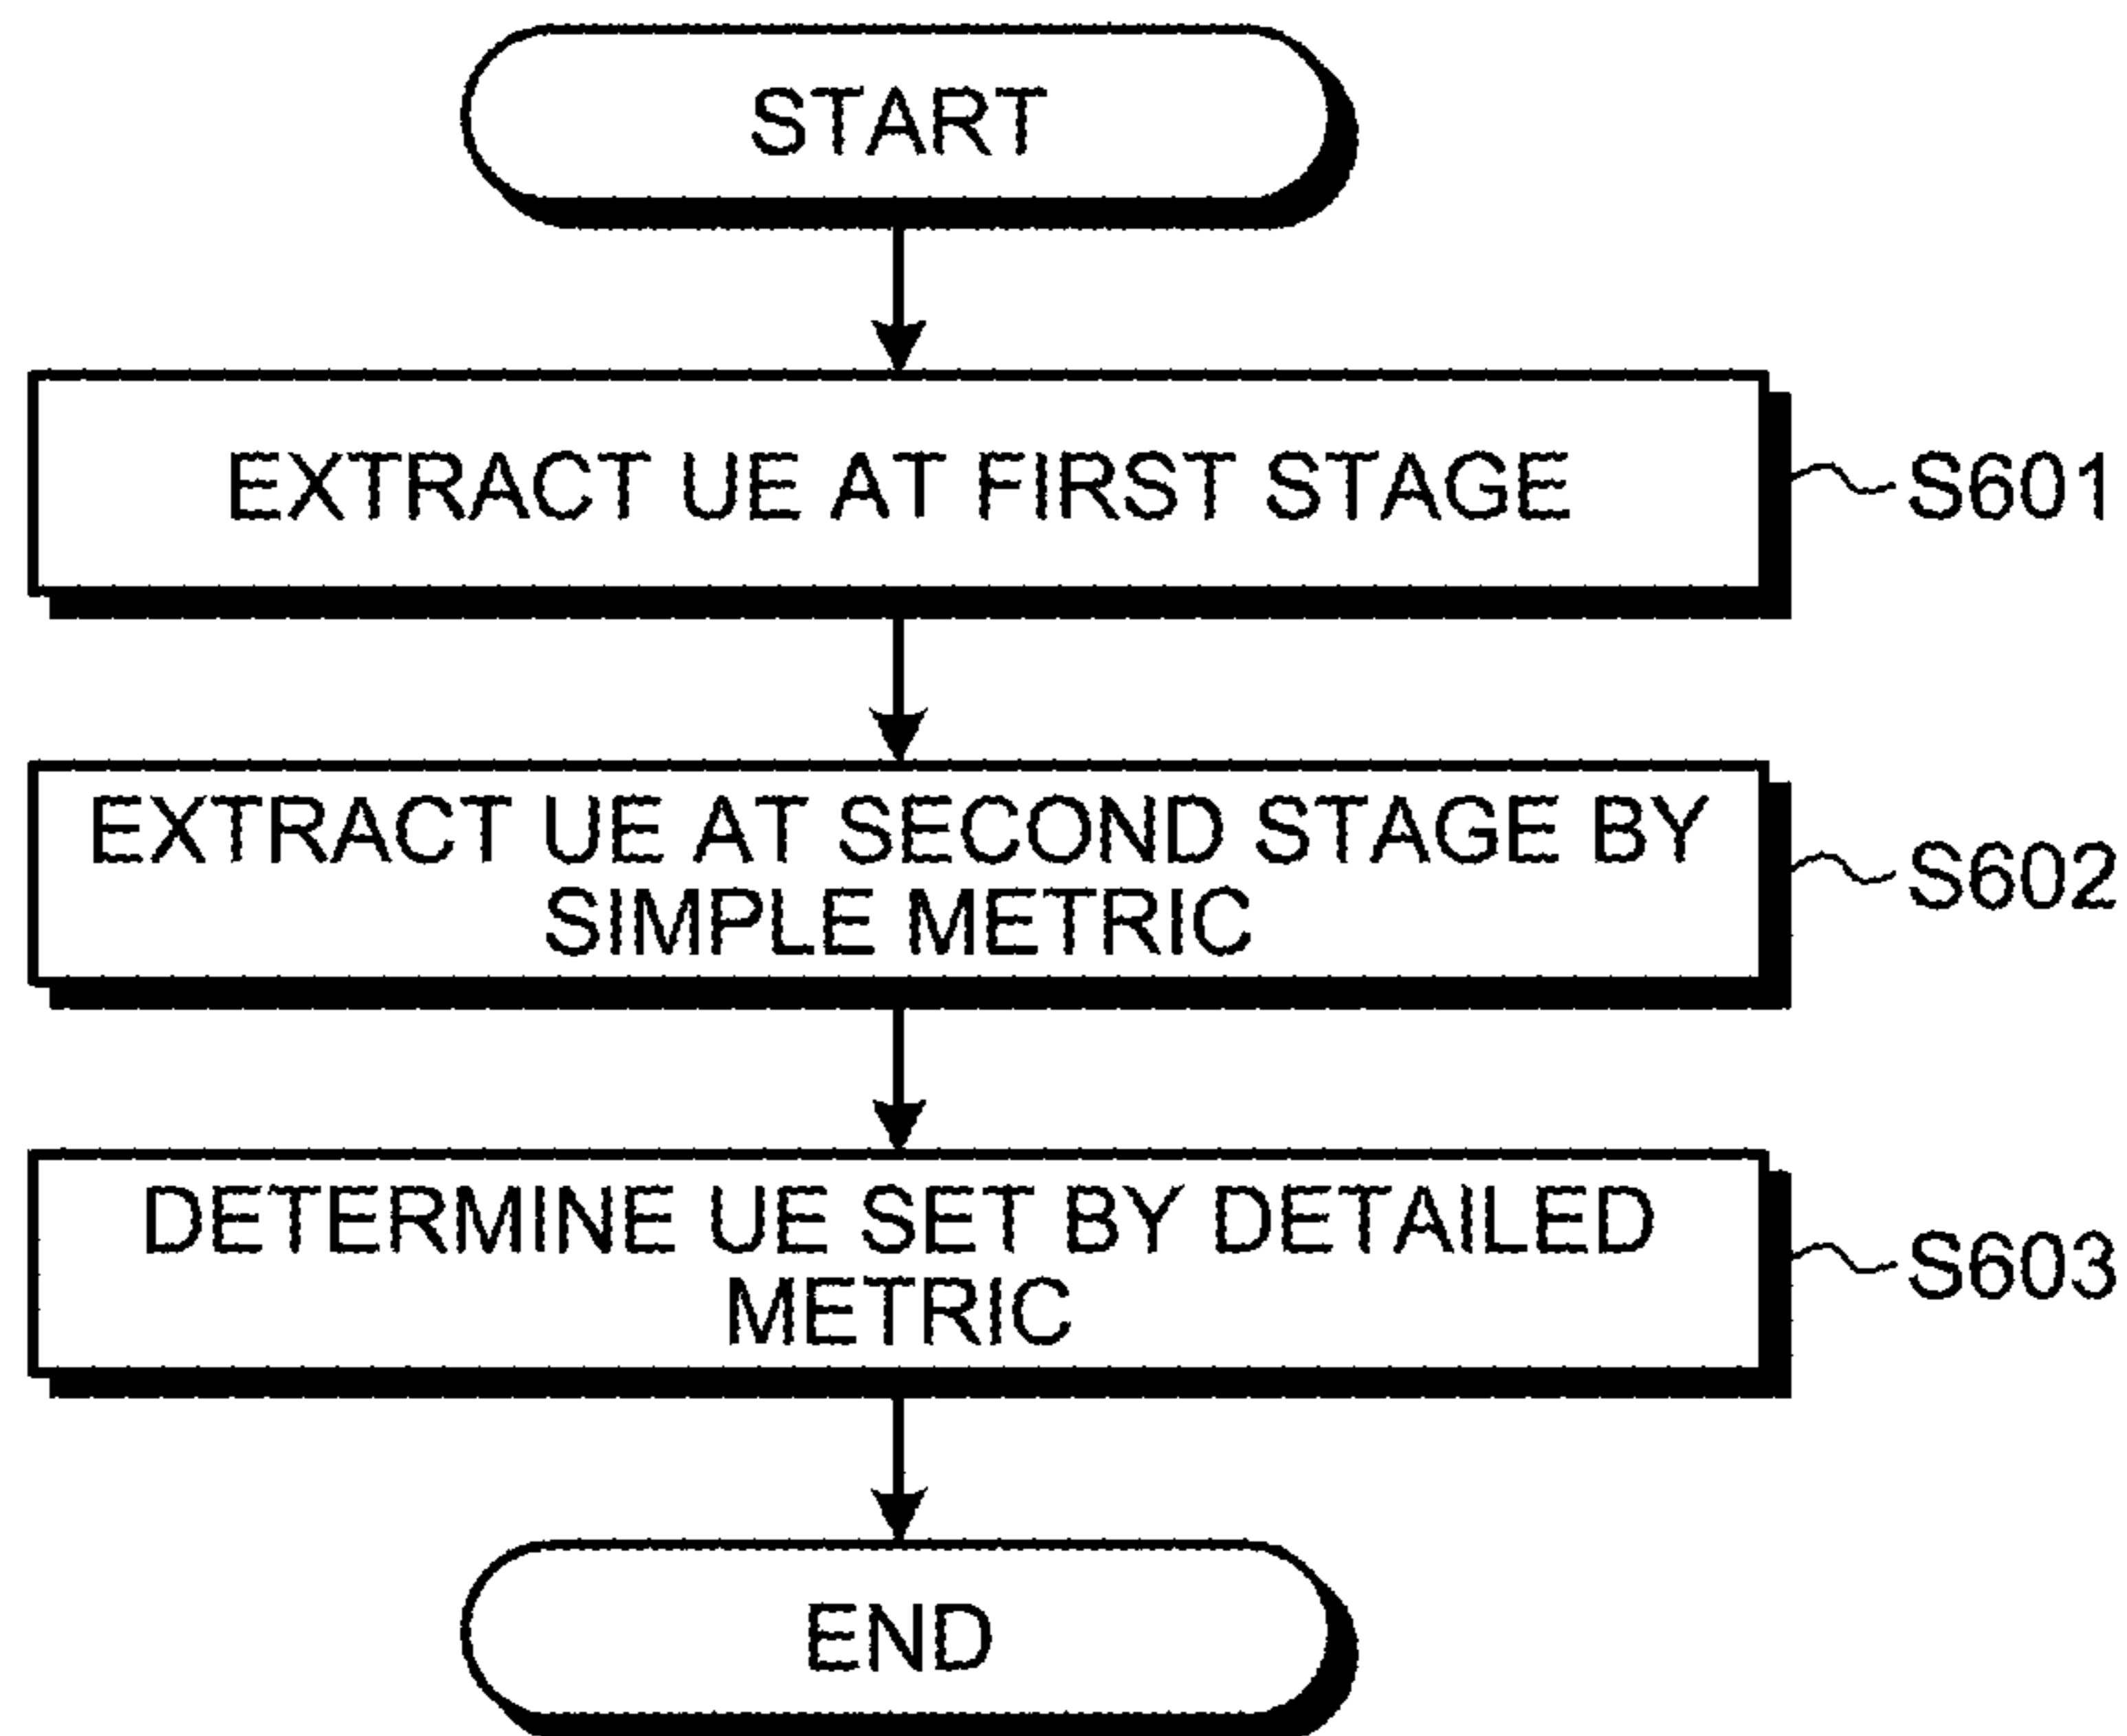 START
EXTRACT UE AT FIRST STAGE
S601
EXTRACT UE AT SECOND STAGE BY
SIMPLE METRIC
S602
DETERMINE UE SET BY DETAILED
METRIC
S603
END